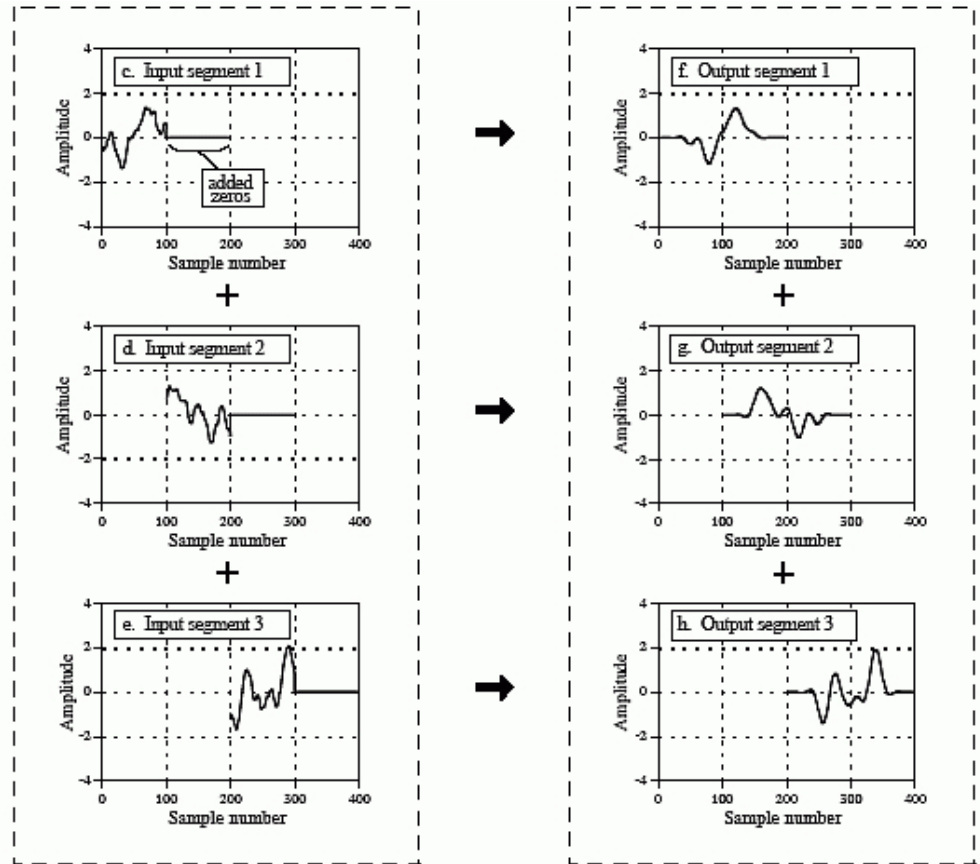 c. Input segment 1
4
2
0
-2
-4
Amplitude
added
zeros
0 100 200 300 400
Sample number
+
d. Input segment 2
4
2
0
-2
-4
Amplitude
0 100 200 300 400
Sample number
+
e. Input segment 3
4
2
0
-2
-4
Amplitude
0 100 200 300 400
Sample number
f. Output segment 1
4
2
0
-2
-4
Amplitude
0 100 200 300 400
Sample number
+
g. Output segment 2
4
2
0
-2
-4
Amplitude
0 100 200 300 400
Sample number
+
h. Output segment 3
4
2
0
-2
-4
Amplitude
0 100 200 300 400
Sample number